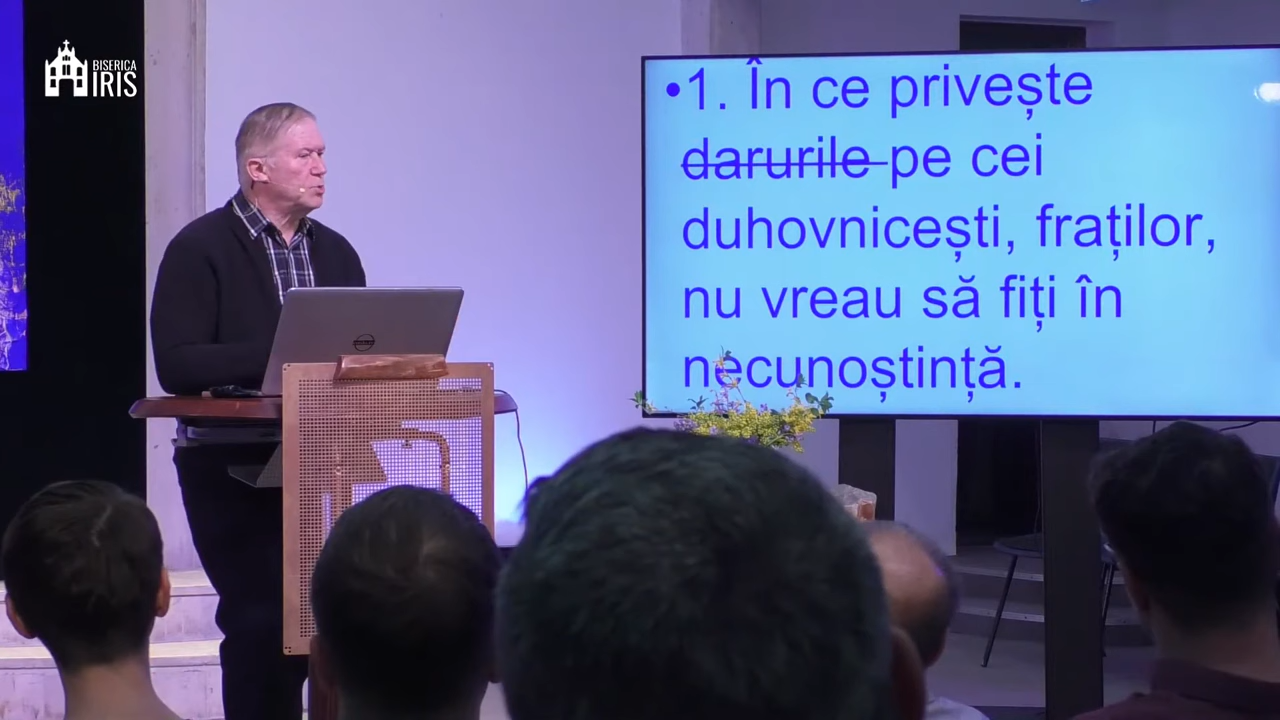 BISERICA
IRIS
•1. În ce privește
darurile pe cei
duhovnicești, fraților,
nu vreau să fiți în
necunoștință.